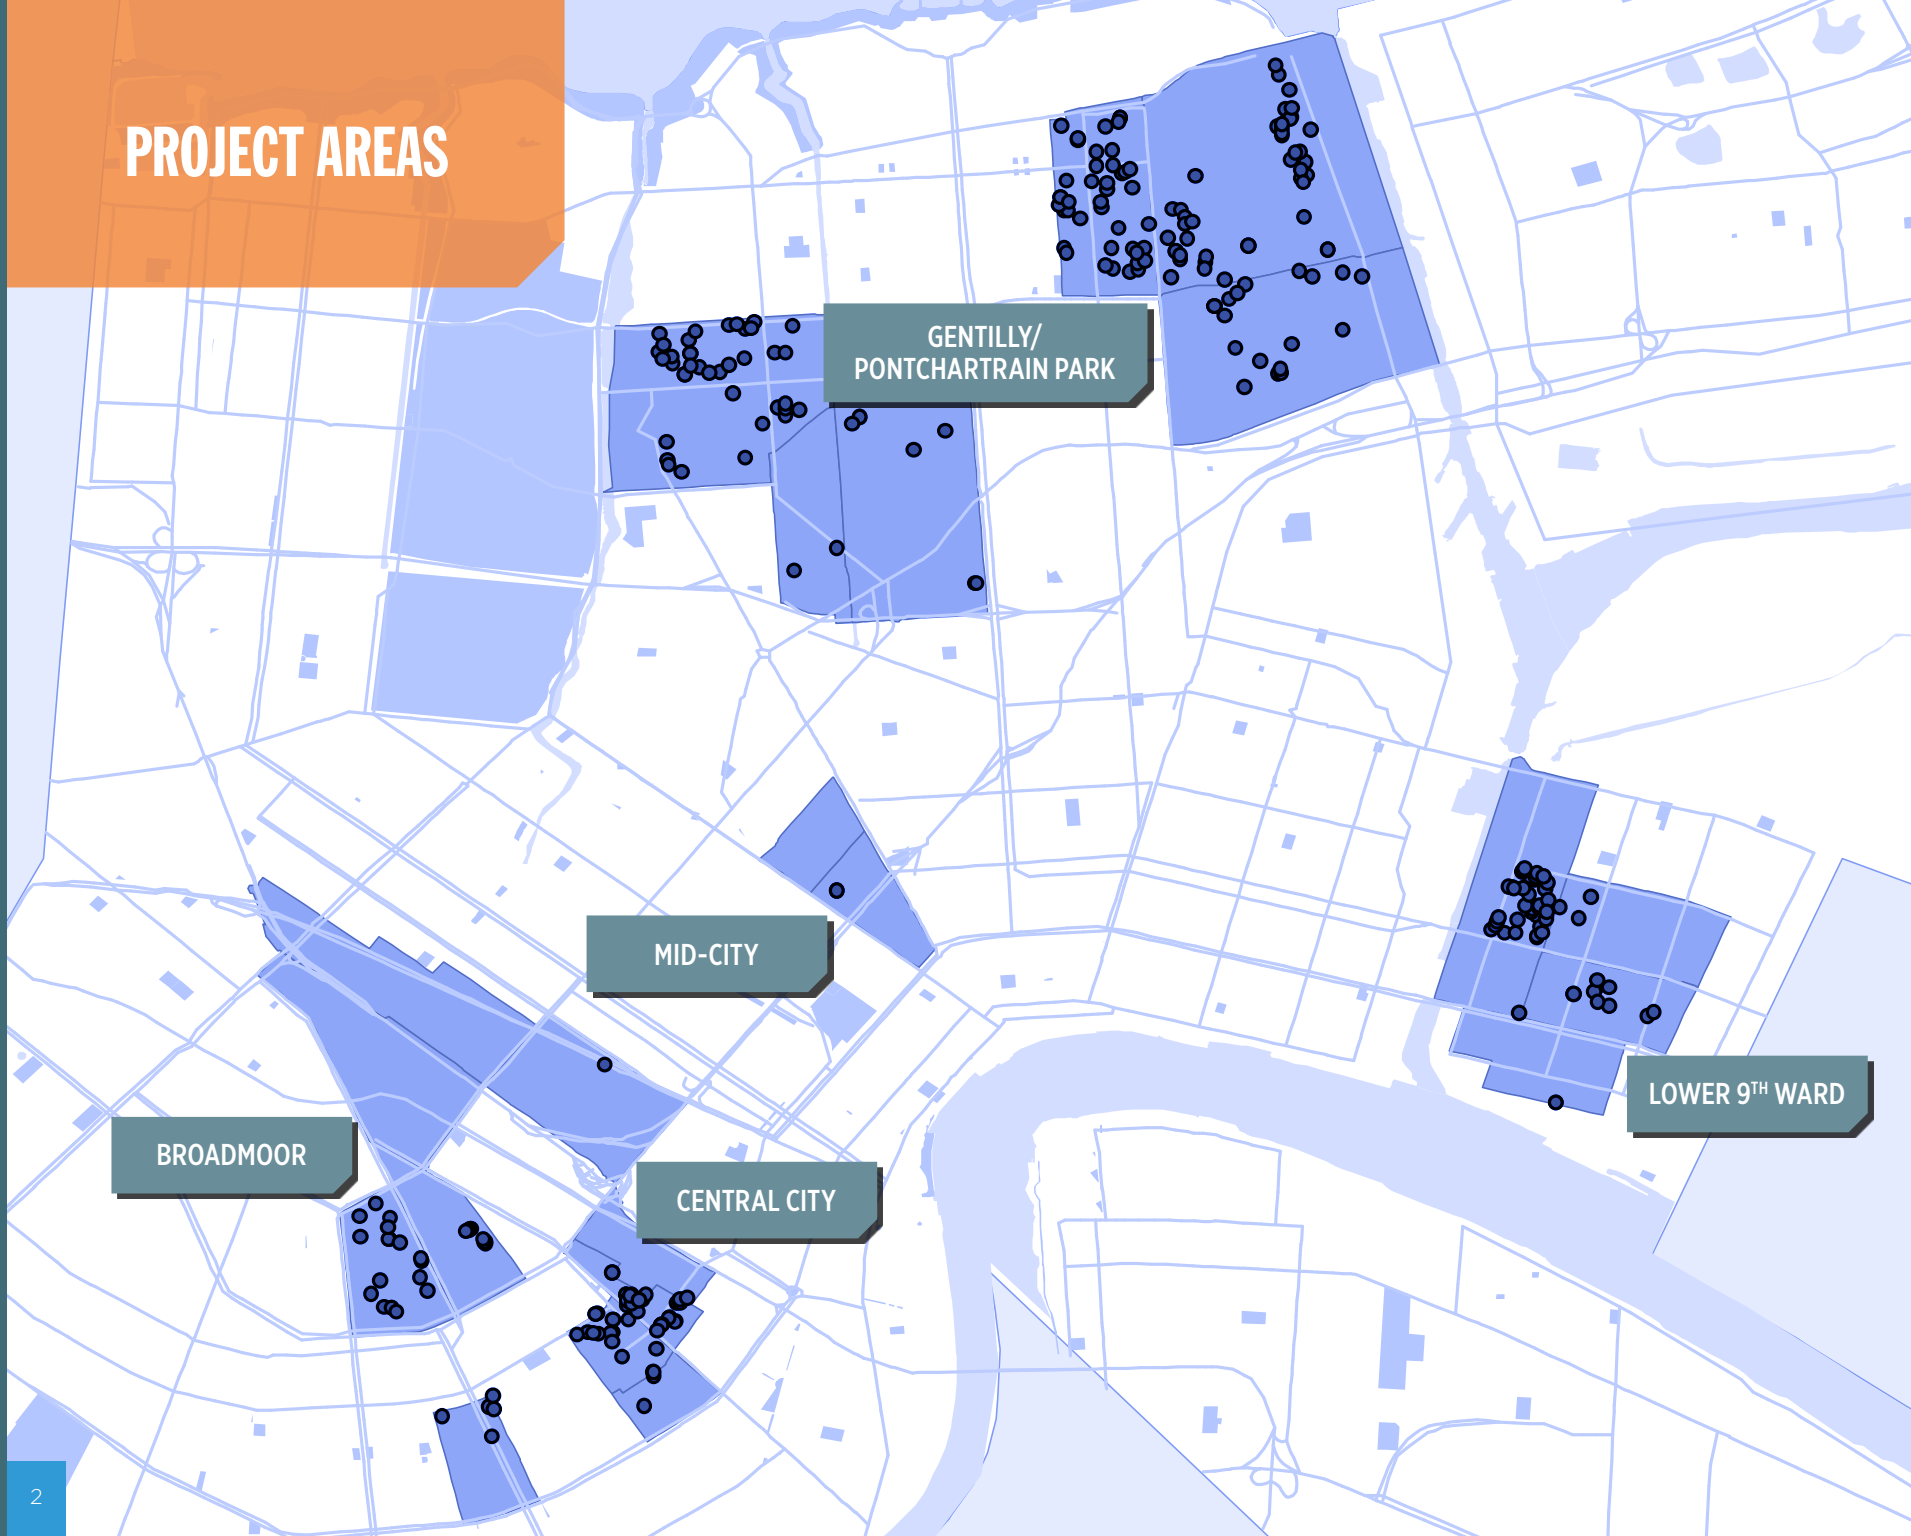 PROJECT AREAS
GENTILLY/
PONTCHARTRAIN PARK
MID-CITY
LOWER 9TH WARD
BROADMOOR
CENTRAL CITY
2